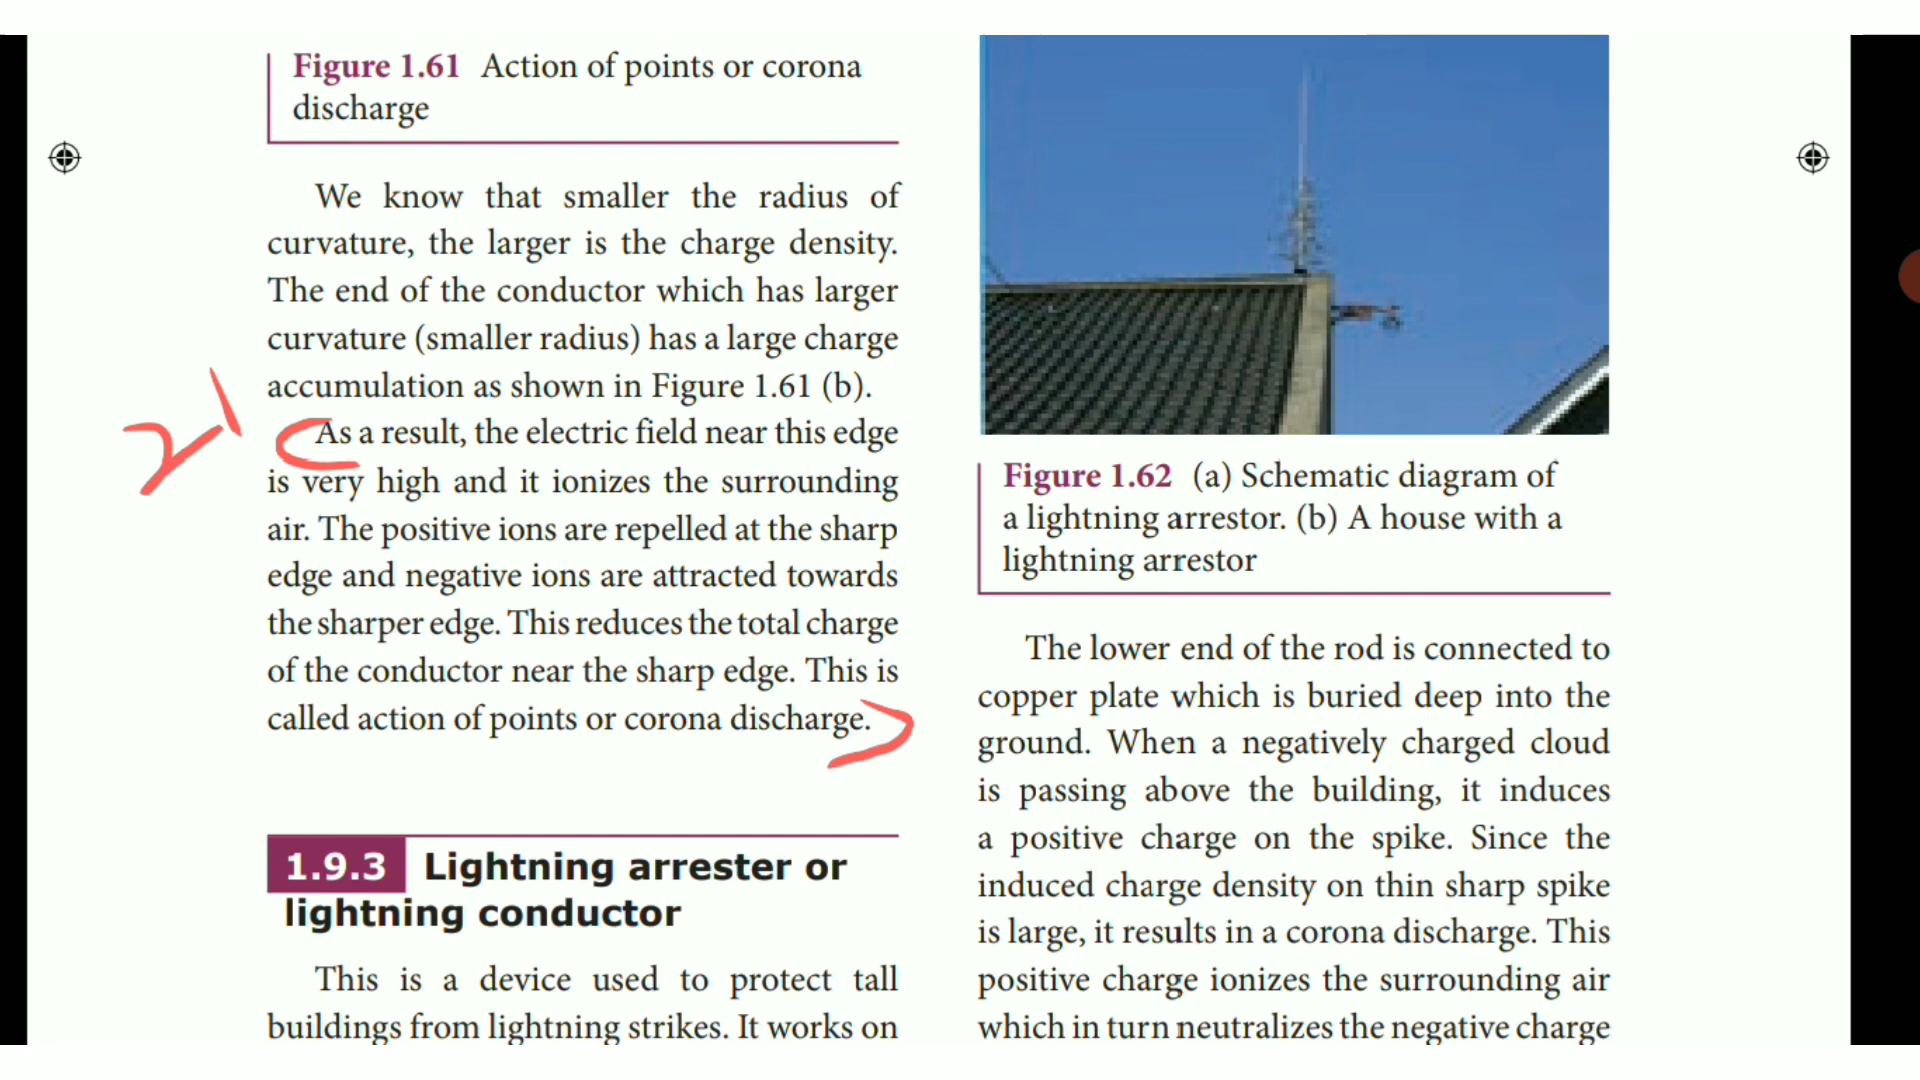 Figure 1.61 Action of points or corona
discharge
We know that smaller the radius of
curvature, the larger is the charge density.
The end of the conductor which has larger
curvature (smaller radius) has a large charge
accumulation as shown in Figure 1.61 (b).
As a result, the electric field near this edge
is very high and it ionizes the surrounding
air. The positive ions are repelled at the sharp
edge and negative ions are attracted towards
the sharper edge. This reduces the total charge
of the conductor near the sharp edge. This is
called action of points or corona discharge.
1.9.3 Lightning arrester or
lightning conductor
This is a device used to protect tall
buildings from lightning strikes. It works on
Figure 1.62 (a) Schematic diagram of
a lightning arrestor. (b) A house with a
lightning arrestor
The lower end of the rod is connected to
copper plate which is buried deep into the
ground. When a negatively charged cloud
is passing above the building, it induces
a positive charge on the spike. Since the
induced charge density on thin sharp spike
is large, it results in a corona discharge. This
positive charge ionizes the surrounding air
which in turn neutralizes the negative charge